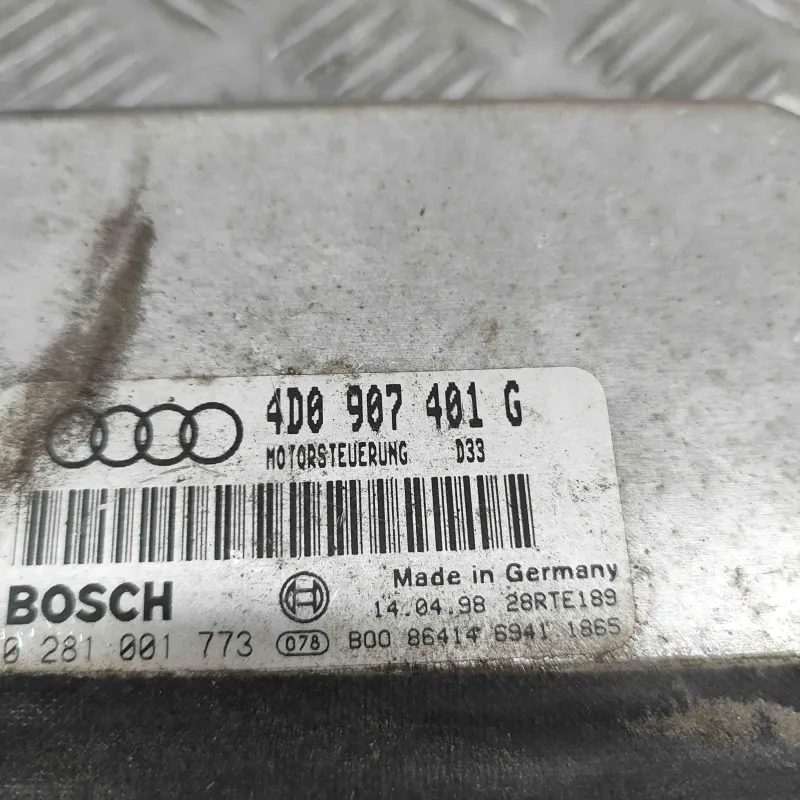 4D0 907 401 G
MOTORSTEUERUNG D33
BOSCH
Made in Germany
14.04.98 28RTE189
0 281 001 773 078 B00 86414 6941 1865